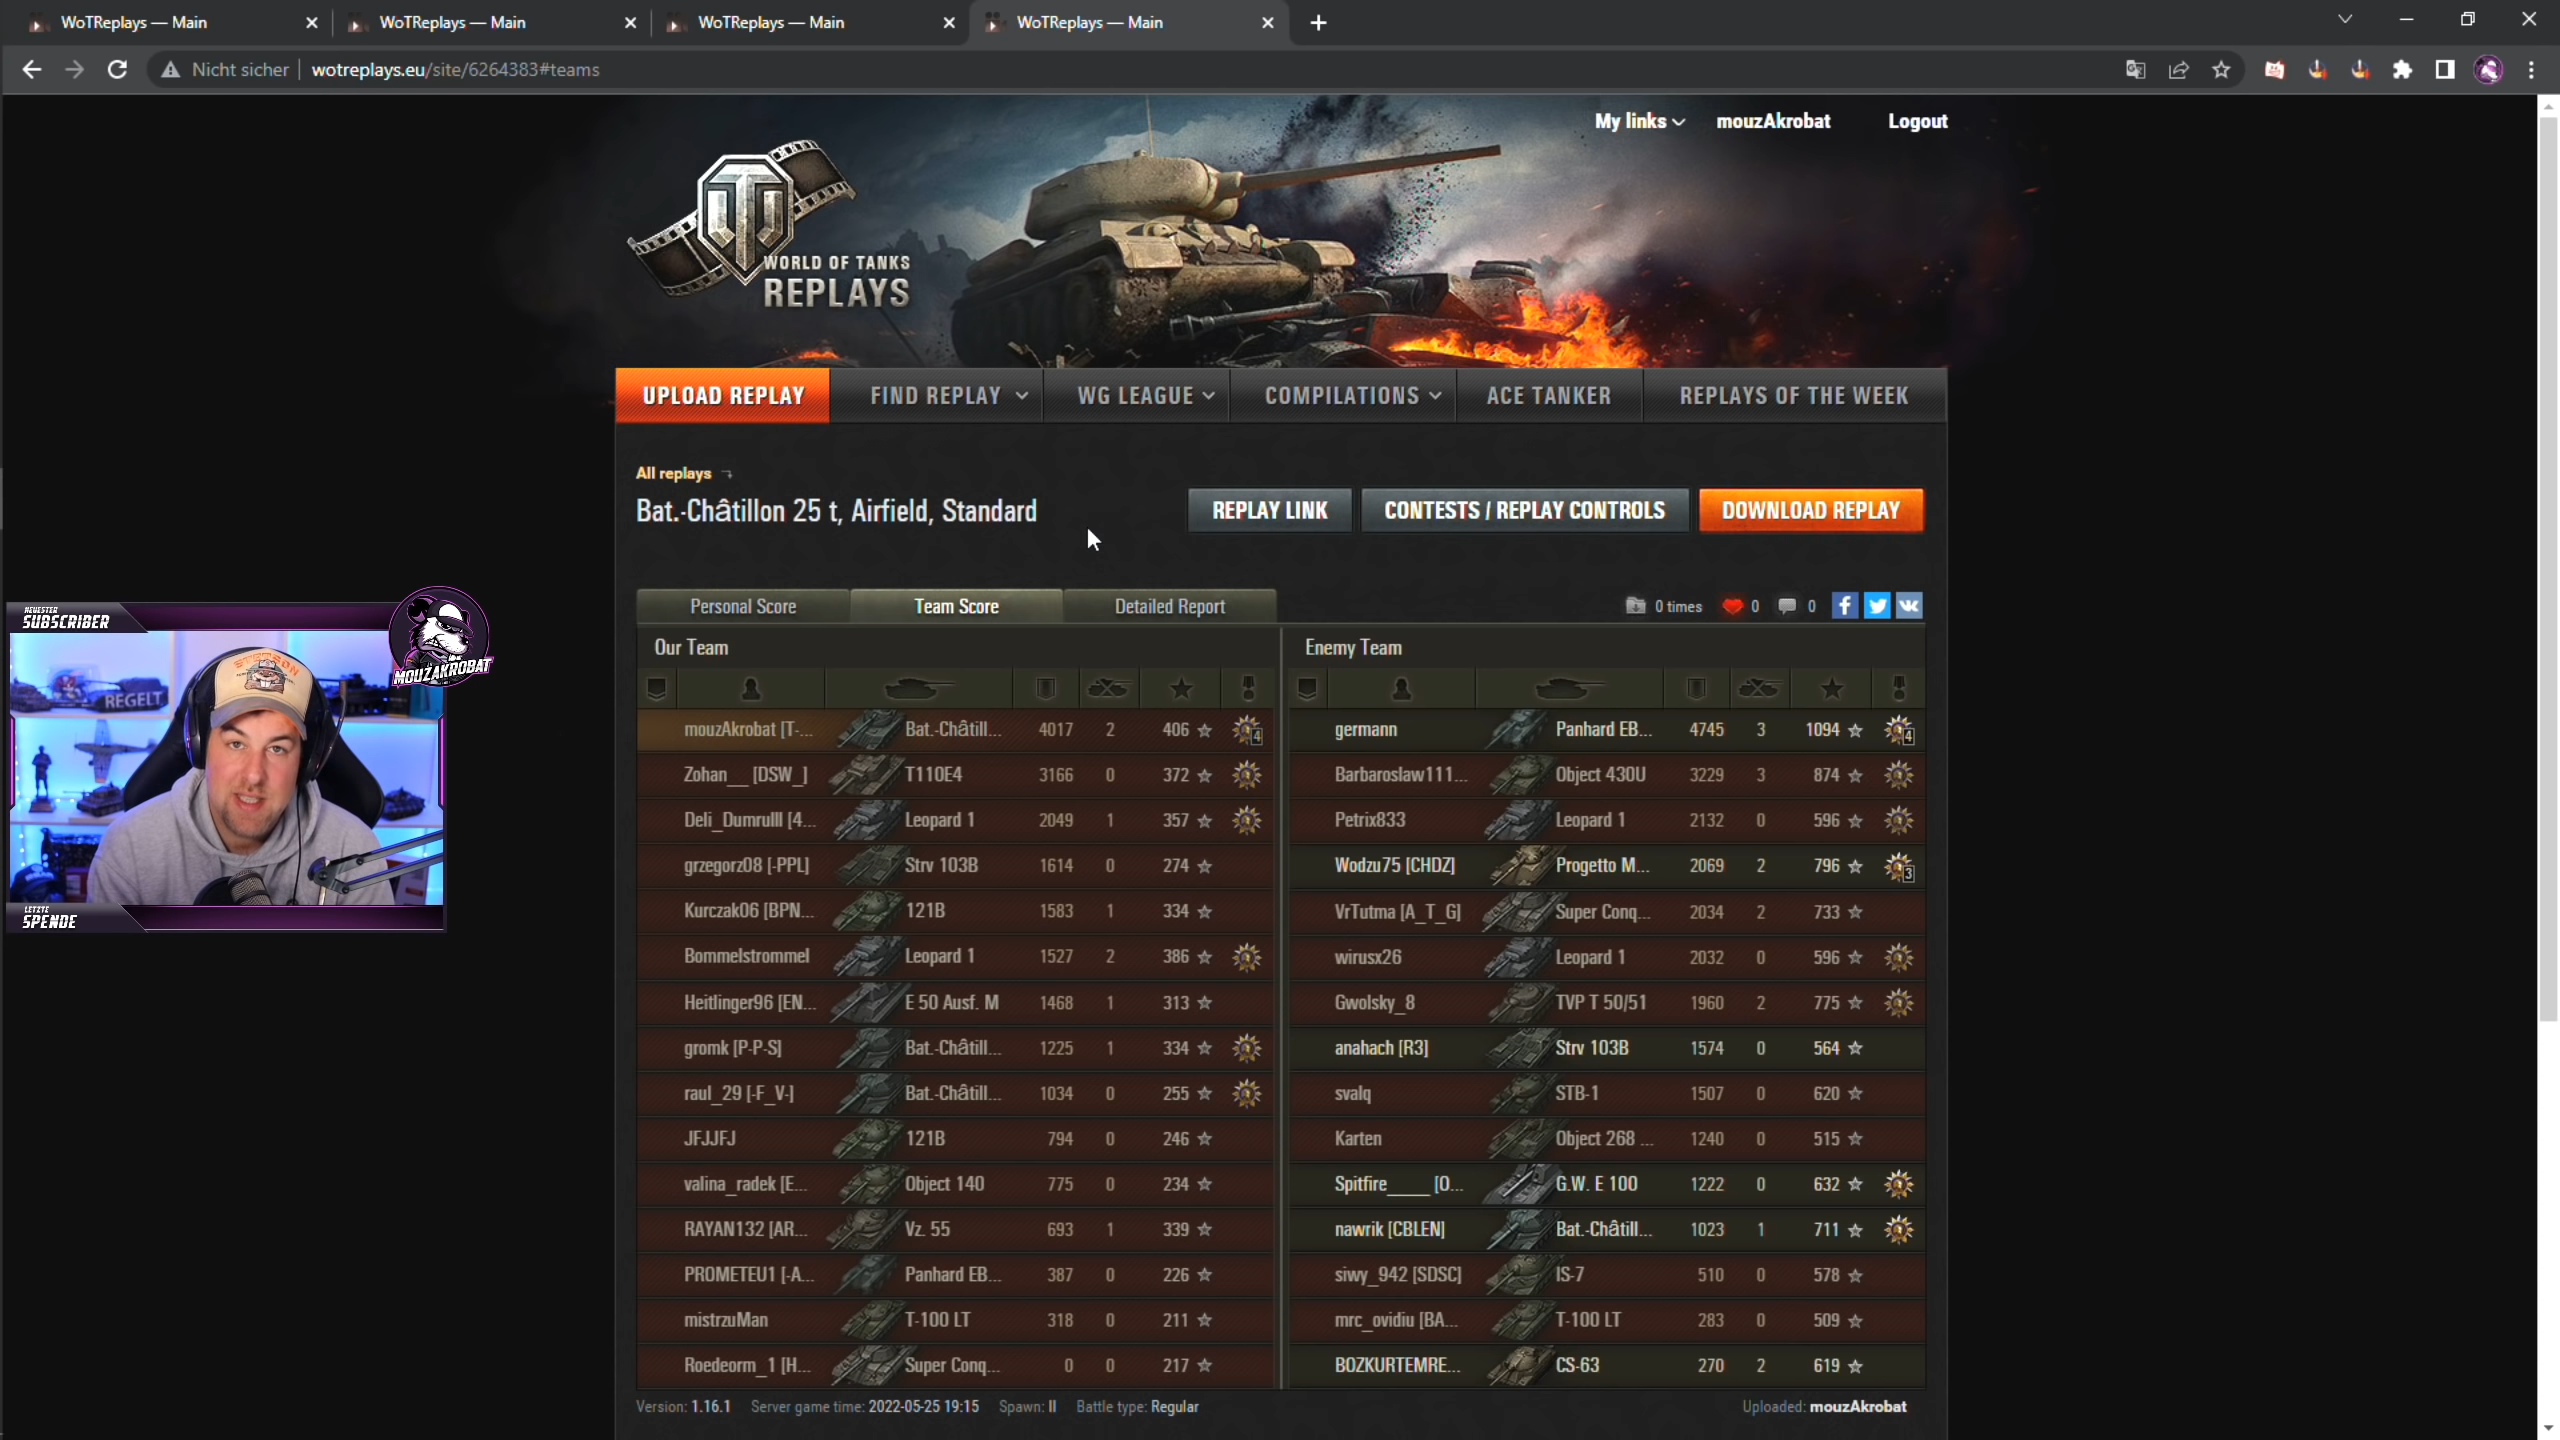 WoTReplays — Main
WoTReplays — Main
WoTReplays — Main
WoTReplays — Main
Nicht sicher
wotreplays.eu/site/6264383#teams
My links
mouzAkrobat
Logout
WORLD OF TANKS
REPLAYS
UPLOAD REPLAY
FIND REPLAY
WG LEAGUE
COMPILATIONS
ACE TANKER
REPLAYS OF THE WEEK
All replays
Bat.-Châtillon 25 t, Airfield, Standard
REPLAY LINK
CONTESTS / REPLAY CONTROLS
DOWNLOAD REPLAY
Personal Score
Team Score
Detailed Report
0 times
0
0
NEUESTER
SUBSCRIBER
MOUZAKROBAT
STETSON
REGELT
LETZTE
SPENDE
Our Team
mouzAkrobat [T-... Bat.-Châtill... 4017 2 406 4
Zohan__ [DSW_] T110E4 3166 0 372
Deli_Dumrulll [4... Leopard 1 2049 1 357
grzegorz08 [-PPL] Strv 103B 1614 0 274
Kurczak06 [BPN... 121B 1583 1 334
Bommelstrommel Leopard 1 1527 2 386
Heitlinger96 [EN... E 50 Ausf. M 1468 1 313
gromk [P-P-S] Bat.-Châtill... 1225 1 334
raul_29 [-F_V-] Bat.-Châtill... 1034 0 255
JFJJFJ 121B 794 0 246
valina_radek [E... Object 140 775 0 234
RAYAN132 [AR... Vz. 55 693 1 339
PROMETEU1 [-A... Panhard EB... 387 0 226
mistrzuMan T-100 LT 318 0 211
Roedeorm_1 [H... Super Conq... 0 0 217
Enemy Team
germann Panhard EB... 4745 3 1094 4
Barbaroslaw111... Object 430U 3229 3 874
Petrix833 Leopard 1 2132 0 596
Wodzu75 [CHDZ] Progetto M... 2069 2 796 3
VrTutma [A_T_G] Super Conq... 2034 2 733
wirusx26 Leopard 1 2032 0 596
Gwolsky_8 TVP T 50/51 1960 2 775
anahach [R3] Strv 103B 1574 0 564
svalq STB-1 1507 0 620
Karten Object 268 ... 1240 0 515
Spitfire_____ [O... G.W. E 100 1222 0 632
nawrik [CBLEN] Bat.-Châtill... 1023 1 711
siwy_942 [SDSC] IS-7 510 0 578
mrc_ovidiu [BA... T-100 LT 283 0 509
BOZKURTEMRE... CS-63 270 2 619
Version: 1.16.1 Server game time: 2022-05-25 19:15 Spawn: II Battle type: Regular
Uploaded: mouzAkrobat